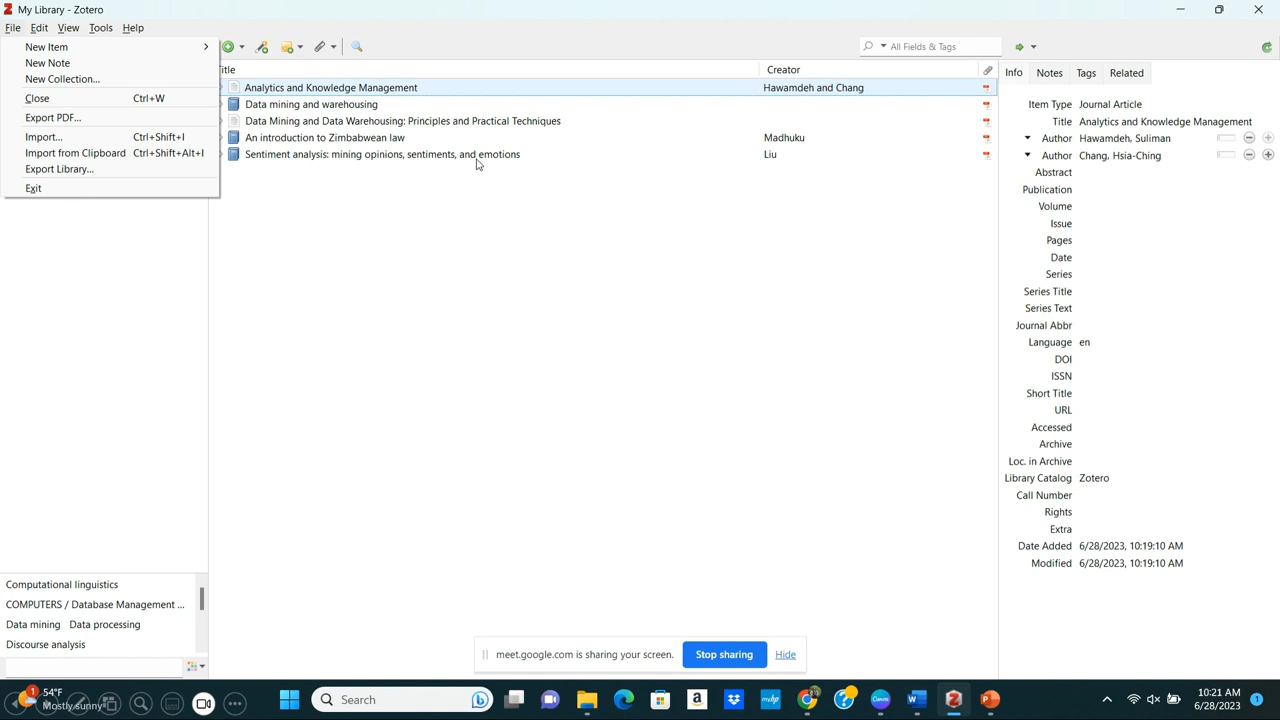 My Library - Zotero
File Edit View Tools Help
New Item
New Note
New Collection...
Close Ctrl+W
Export PDF...
Import... Ctrl+Shift+I
Import from Clipboard Ctrl+Shift+Alt+I
Export Library...
Exit
All Fields & Tags
Title Creator
Analytics and Knowledge Management Hawamdeh and Chang
Data mining and warehousing
Data Mining and Data Warehousing: Principles and Practical Techniques
An introduction to Zimbabwean law Madhuku
Sentiment analysis: mining opinions, sentiments, and emotions Liu
Info Notes Tags Related
Item Type Journal Article
Title Analytics and Knowledge Management
Author Hawamdeh, Suliman
Author Chang, Hsia-Ching
Abstract
Publication
Volume
Issue
Pages
Date
Series
Series Title
Series Text
Journal Abbr
Language en
DOI
ISSN
Short Title
URL
Accessed
Archive
Loc. in Archive
Library Catalog Zotero
Call Number
Rights
Extra
Date Added 6/28/2023, 10:19:10 AM
Modified 6/28/2023, 10:19:10 AM
Computational linguistics
COMPUTERS / Database Management ...
Data mining Data processing
Discourse analysis
meet.google.com is sharing your screen. Stop sharing Hide
1 54°F
Mostly sunny
Search
10:21 AM
6/28/2023
1